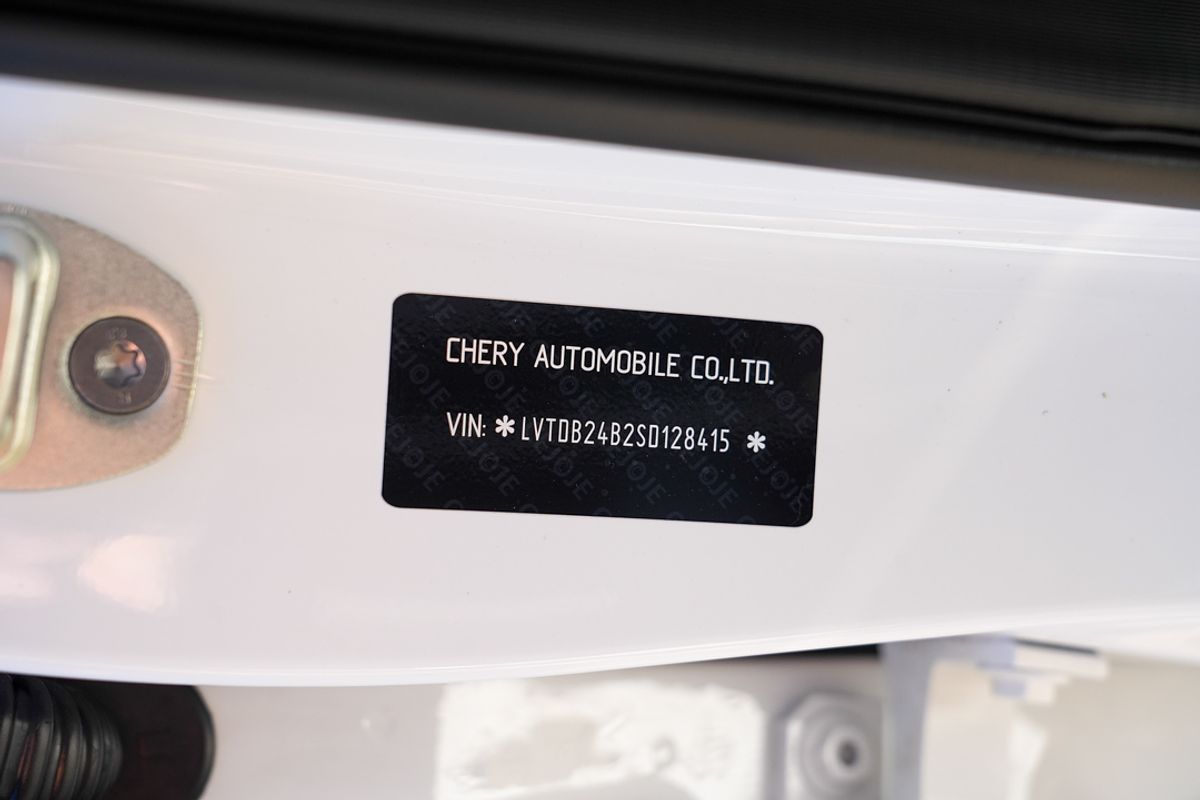 CHERY AUTOMOBILE CO.,LTD.
VIN: *LVTDB24B2SD128415 *